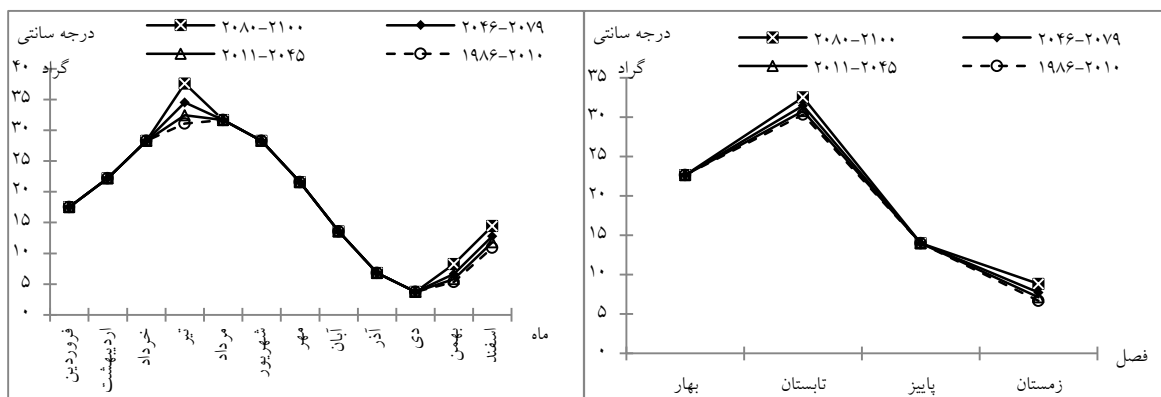 درجه سانتی گراد
۲۰۸۰-۲۱۰۰
۲۰۴۶-۲۰۷۹
۲۰۱۱-۲۰۴۵
۱۹۸۶-۲۰۱۰
۴۰
۳۵
۳۰
۲۵
۲۰
۱۵
۱۰
۵
۰
فروردین
اردیبهشت
خرداد
تیر
مرداد
شهریور
مهر
آبان
آذر
دی
بهمن
اسفند
ماه
درجه سانتی گراد
۲۰۸۰-۲۱۰۰
۲۰۴۶-۲۰۷۹
۲۰۱۱-۲۰۴۵
۱۹۸۶-۲۰۱۰
۳۵
۳۰
۲۵
۲۰
۱۵
۱۰
۵
۰
بهار
تابستان
پاییز
زمستان
فصل